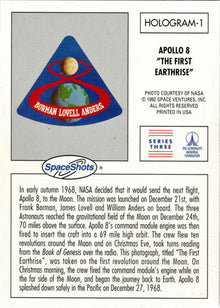 HOLOGRAM-1
APOLLO 8
"THE FIRST
EARTHRISE"
PHOTO COURTESY OF NASA
© 1992 SPACE VENTURES, INC.
ALL RIGHTS RESERVED
PRINTED IN USA
BORMAN LOVELL ANDERS
SERIES
THREE
THE ASTRONAUTS
MEMORIAL
FOUNDATION
SpaceShots®
In early autumn 1968, NASA decided it would send the next flight,
Apollo 8, to the Moon. The mission was launched on December 21st, with
Frank Borman, James Lovell and William Anders on board. The three
Astronauts reached the gravitational field of the Moon on December 24th,
70 miles above the surface. Apollo 8's command module engine was then
fired to insert the craft into a 69 mile high orbit. The crew flew ten
revolutions around the Moon and on Christmas Eve, took turns reading
from the Book of Genesis over the radio. This photograph, titled "The First
Earthrise" was taken on the first revolution around the Moon. On
Christmas morning, the crew fired the command module's engine while on
the far side of the Moon, and began the journey back to Earth. Apollo 8
splashed down safely in the Pacific on December 27, 1968.